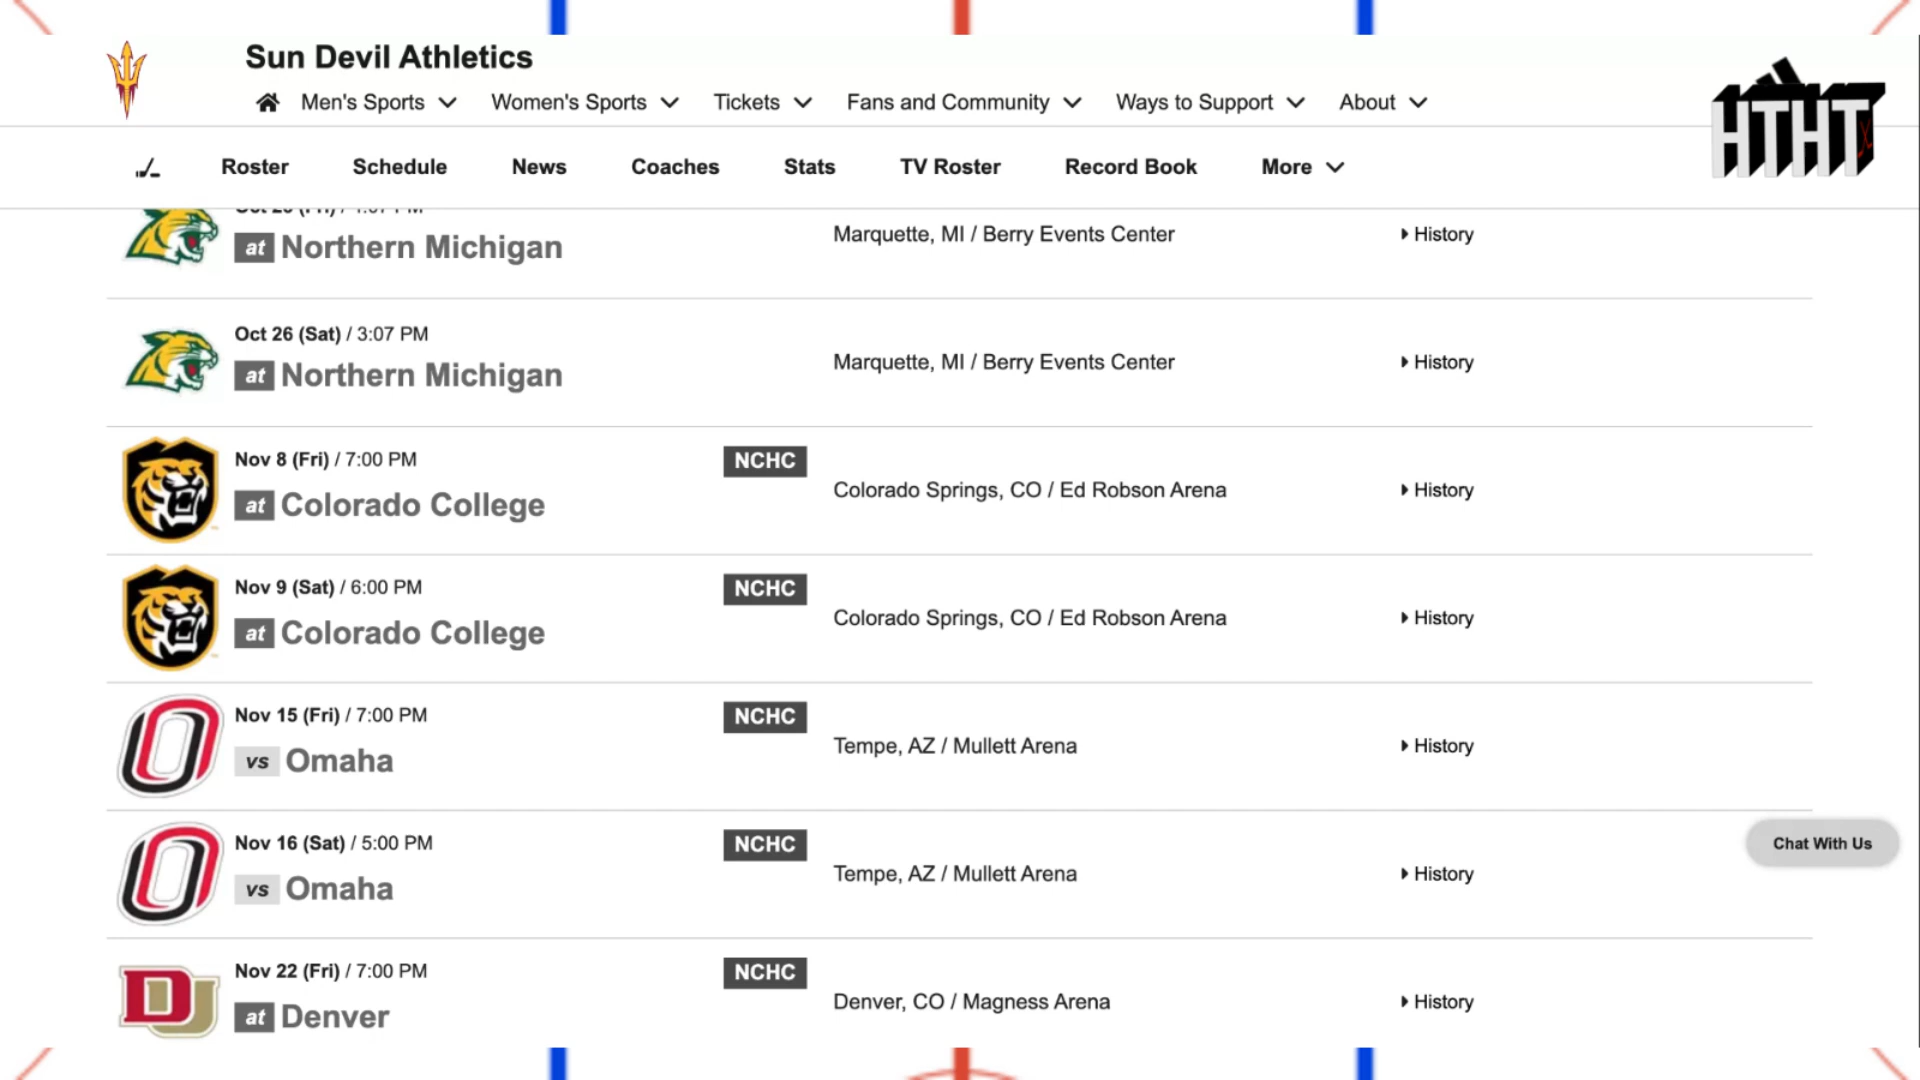 Sun Devil Athletics
Men's Sports Women's Sports Tickets Fans and Community Ways to Support About
HTHT
Roster Schedule News Coaches Stats TV Roster Record Book More
at Northern Michigan
Marquette, MI / Berry Events Center
History
Oct 26 (Sat) / 3:07 PM
at Northern Michigan
Marquette, MI / Berry Events Center
History
Nov 8 (Fri) / 7:00 PM
at Colorado College
NCHC
Colorado Springs, CO / Ed Robson Arena
History
Nov 9 (Sat) / 6:00 PM
at Colorado College
NCHC
Colorado Springs, CO / Ed Robson Arena
History
Nov 15 (Fri) / 7:00 PM
vs Omaha
NCHC
Tempe, AZ / Mullett Arena
History
Nov 16 (Sat) / 5:00 PM
vs Omaha
NCHC
Tempe, AZ / Mullett Arena
History
Chat With Us
Nov 22 (Fri) / 7:00 PM
at Denver
NCHC
Denver, CO / Magness Arena
History